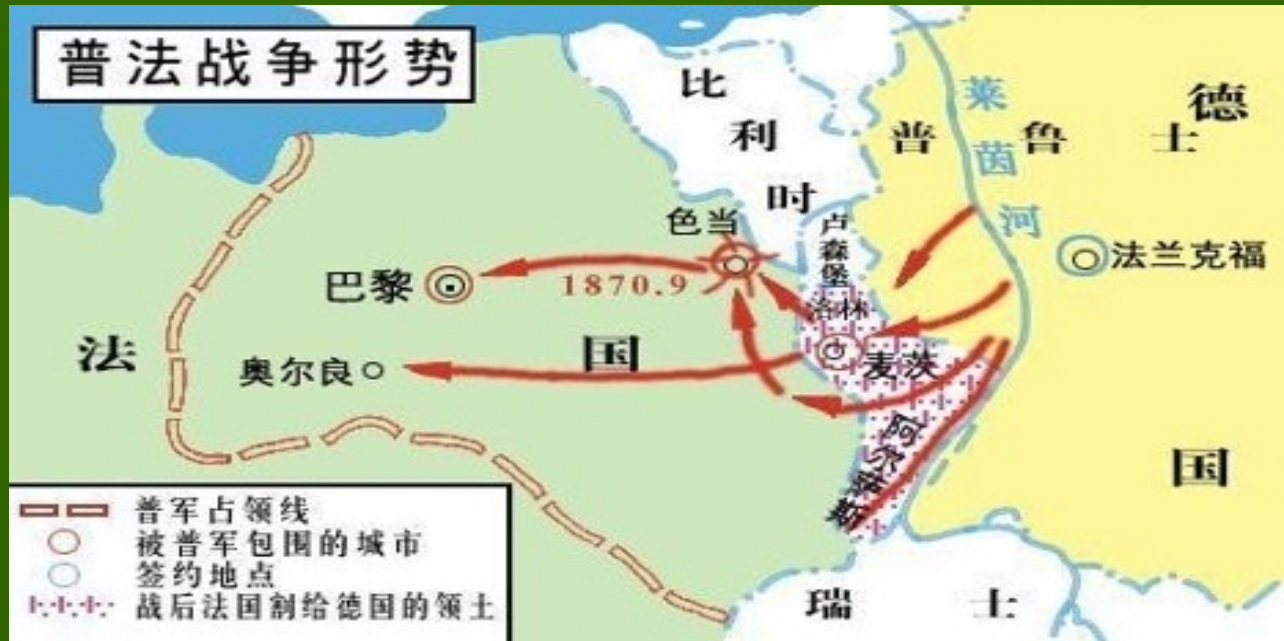 普法战争形势
比利时
莱茵河
德国
普鲁士
色当
卢森堡
法兰克福
巴黎
1870.9
洛林
法国
麦茨
奥尔良
阿尔萨斯
瑞士
普军占领线
被普军包围的城市
签约地点
战后法国割给德国的领土